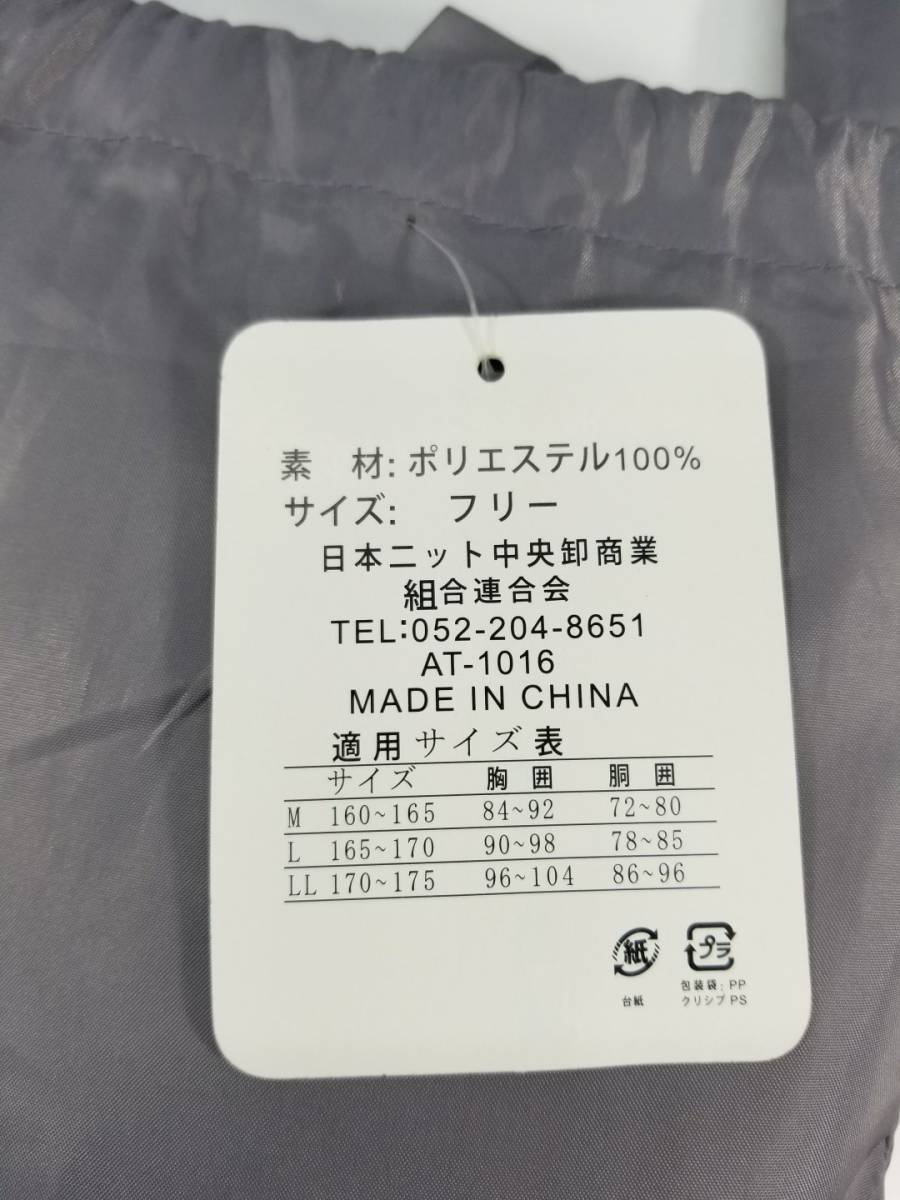 素　材: ポリエステル100%
サイズ:　フリー
日本ニット中央卸商業
組合連合会
TEL:052-204-8651
AT-1016
MADE IN CHINA
適用サイズ表
サイズ　胸 囲　胴 囲
M 160~165　84~92　72~80
L 165~170　90~98　78~85
LL 170~175　96~104　86~96
紙　プラ
台紙　包装袋: PP
クリシプ PS